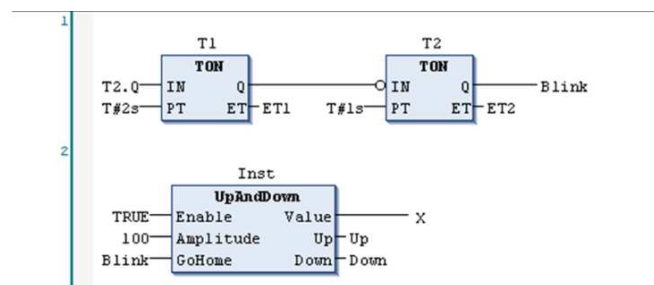 1
T1 T2
TON TON
T2.Q IN Q IN Q Blink
T#2s PT ET ET1 T#1s PT ET ET2
2
Inst
UpAndDown
TRUE Enable Value X
100 Amplitude Up Up
Blink GoHome Down Down